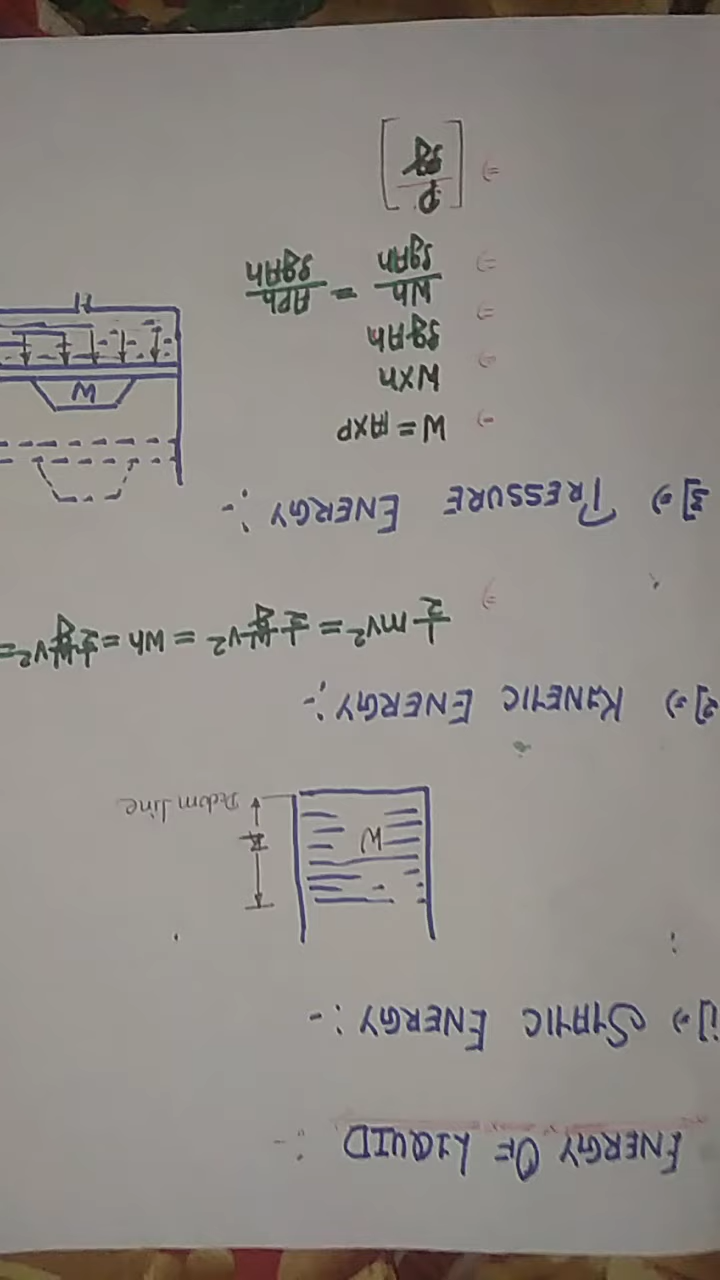 ENERGY OF LIQUID :-
1] ⇒ STATIC ENERGY :-
W
h
Datum line
2] ⇒ KINETIC ENERGY :-
⇒ 1/2 mv² = 1/2 W/g v² = Wh = 1/2 W/g v² =
3] ⇒ PRESSURE ENERGY :-
⇒ W = A×P
⇒ W×h
⇒ ρgAh
⇒ Wh/ρgAh = APh/ρgAh
⇒ [P/ρg]
W